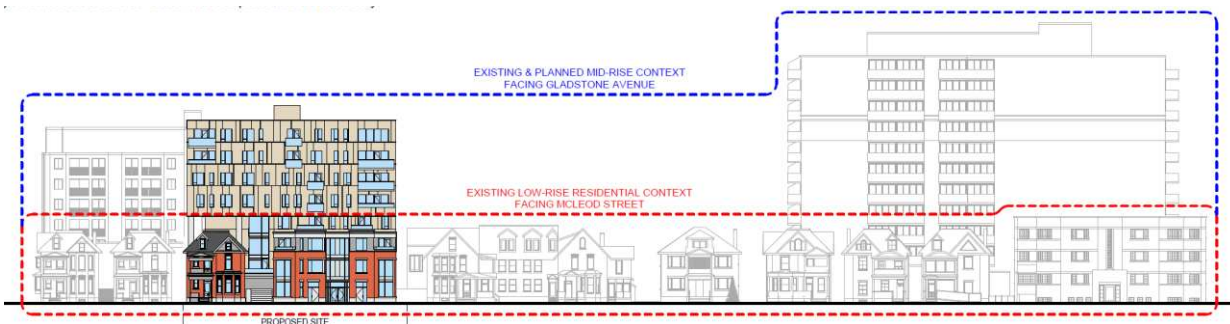 EXISTING & PLANNED MID-RISE CONTEXT
FACING GLADSTONE AVENUE
EXISTING LOW-RISE RESIDENTIAL CONTEXT
FACING MCLEOD STREET
PROPOSED SITE